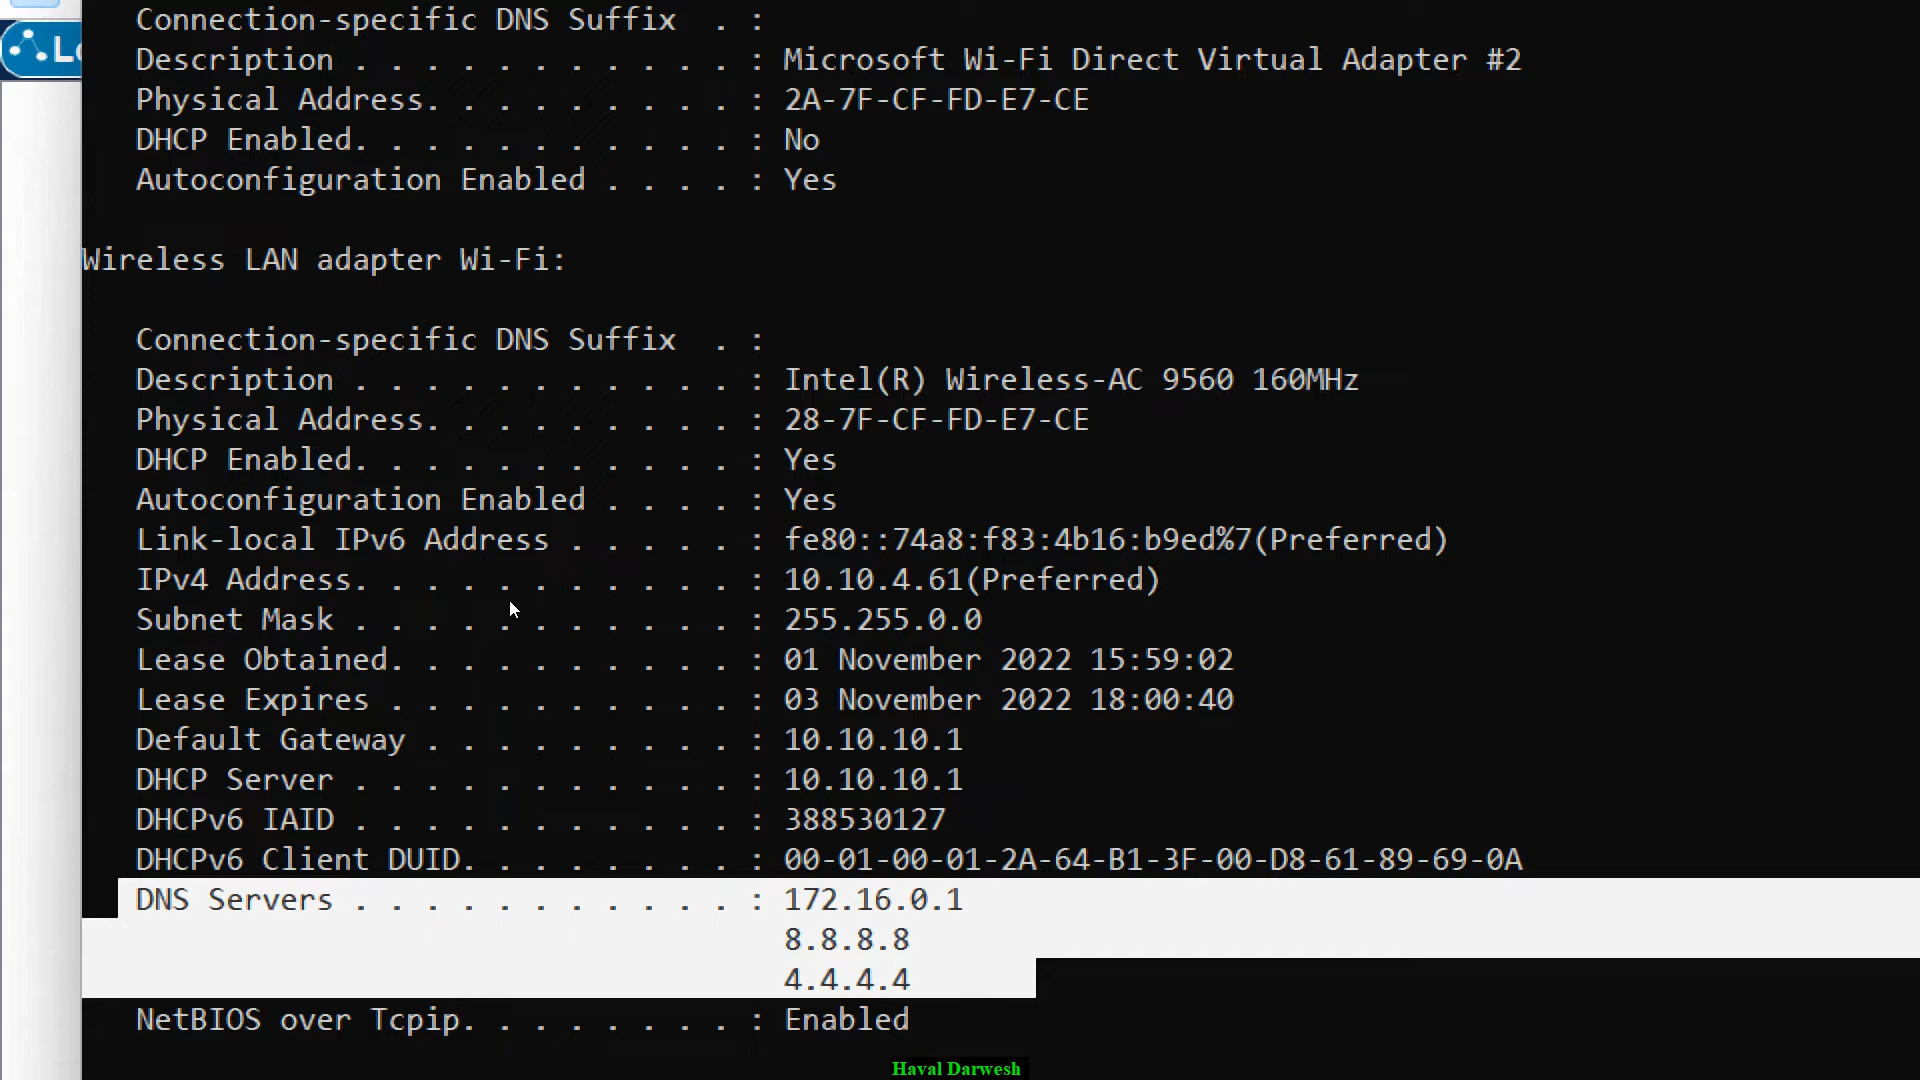 Connection-specific DNS Suffix  . :
Description . . . . . . . . . . . : Microsoft Wi-Fi Direct Virtual Adapter #2
Physical Address. . . . . . . . . : 2A-7F-CF-FD-E7-CE
DHCP Enabled. . . . . . . . . . . : No
Autoconfiguration Enabled . . . . : Yes
Wireless LAN adapter Wi-Fi:
Connection-specific DNS Suffix  . :
Description . . . . . . . . . . . : Intel(R) Wireless-AC 9560 160MHz
Physical Address. . . . . . . . . : 28-7F-CF-FD-E7-CE
DHCP Enabled. . . . . . . . . . . : Yes
Autoconfiguration Enabled . . . . : Yes
Link-local IPv6 Address . . . . . : fe80::74a8:f83:4b16:b9ed%7(Preferred)
IPv4 Address. . . . . . . . . . . : 10.10.4.61(Preferred)
Subnet Mask . . . . . . . . . . . : 255.255.0.0
Lease Obtained. . . . . . . . . . : 01 November 2022 15:59:02
Lease Expires . . . . . . . . . . : 03 November 2022 18:00:40
Default Gateway . . . . . . . . . : 10.10.10.1
DHCP Server . . . . . . . . . . . : 10.10.10.1
DHCPv6 IAID . . . . . . . . . . . : 388530127
DHCPv6 Client DUID. . . . . . . . : 00-01-00-01-2A-64-B1-3F-00-D8-61-89-69-0A
DNS Servers . . . . . . . . . . . : 172.16.0.1
8.8.8.8
4.4.4.4
NetBIOS over Tcpip. . . . . . . . : Enabled
Haval Darwesh